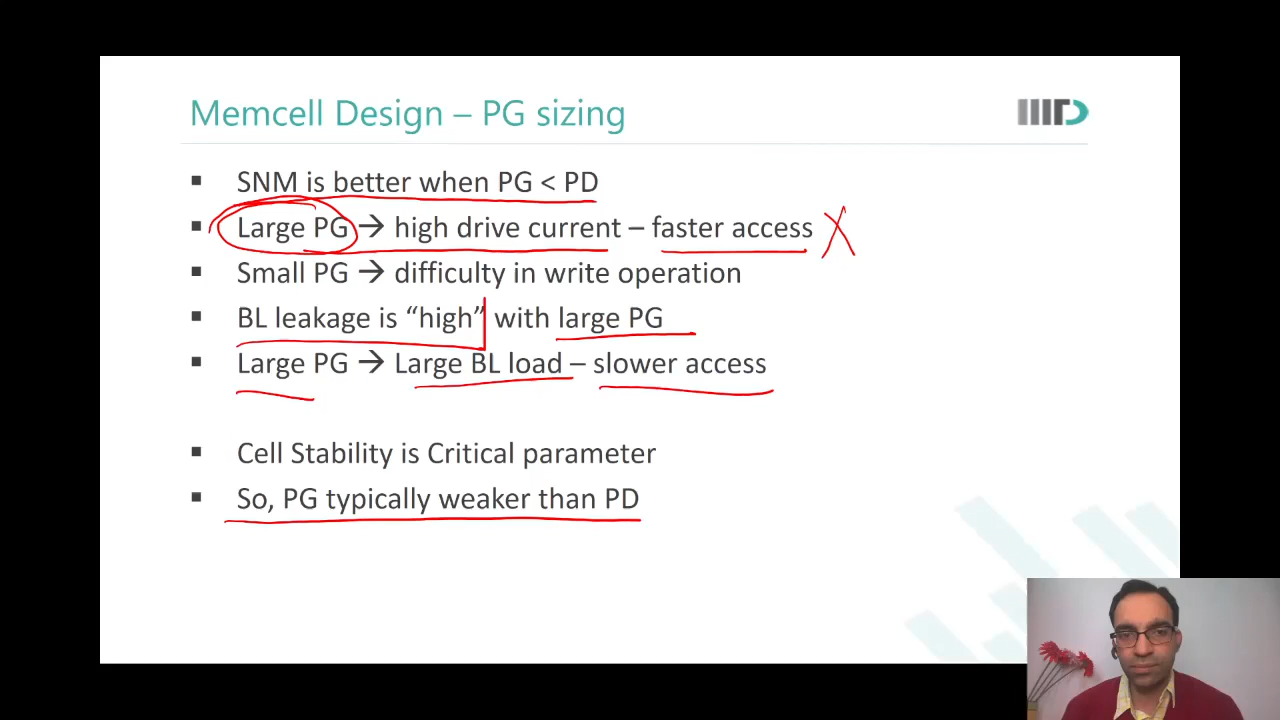 Memcell Design – PG sizing
IIITD
▪ SNM is better when PG < PD
▪ Large PG → high drive current – faster access X
▪ Small PG → difficulty in write operation
▪ BL leakage is “high” with large PG
▪ Large PG → Large BL load – slower access
▪ Cell Stability is Critical parameter
▪ So, PG typically weaker than PD